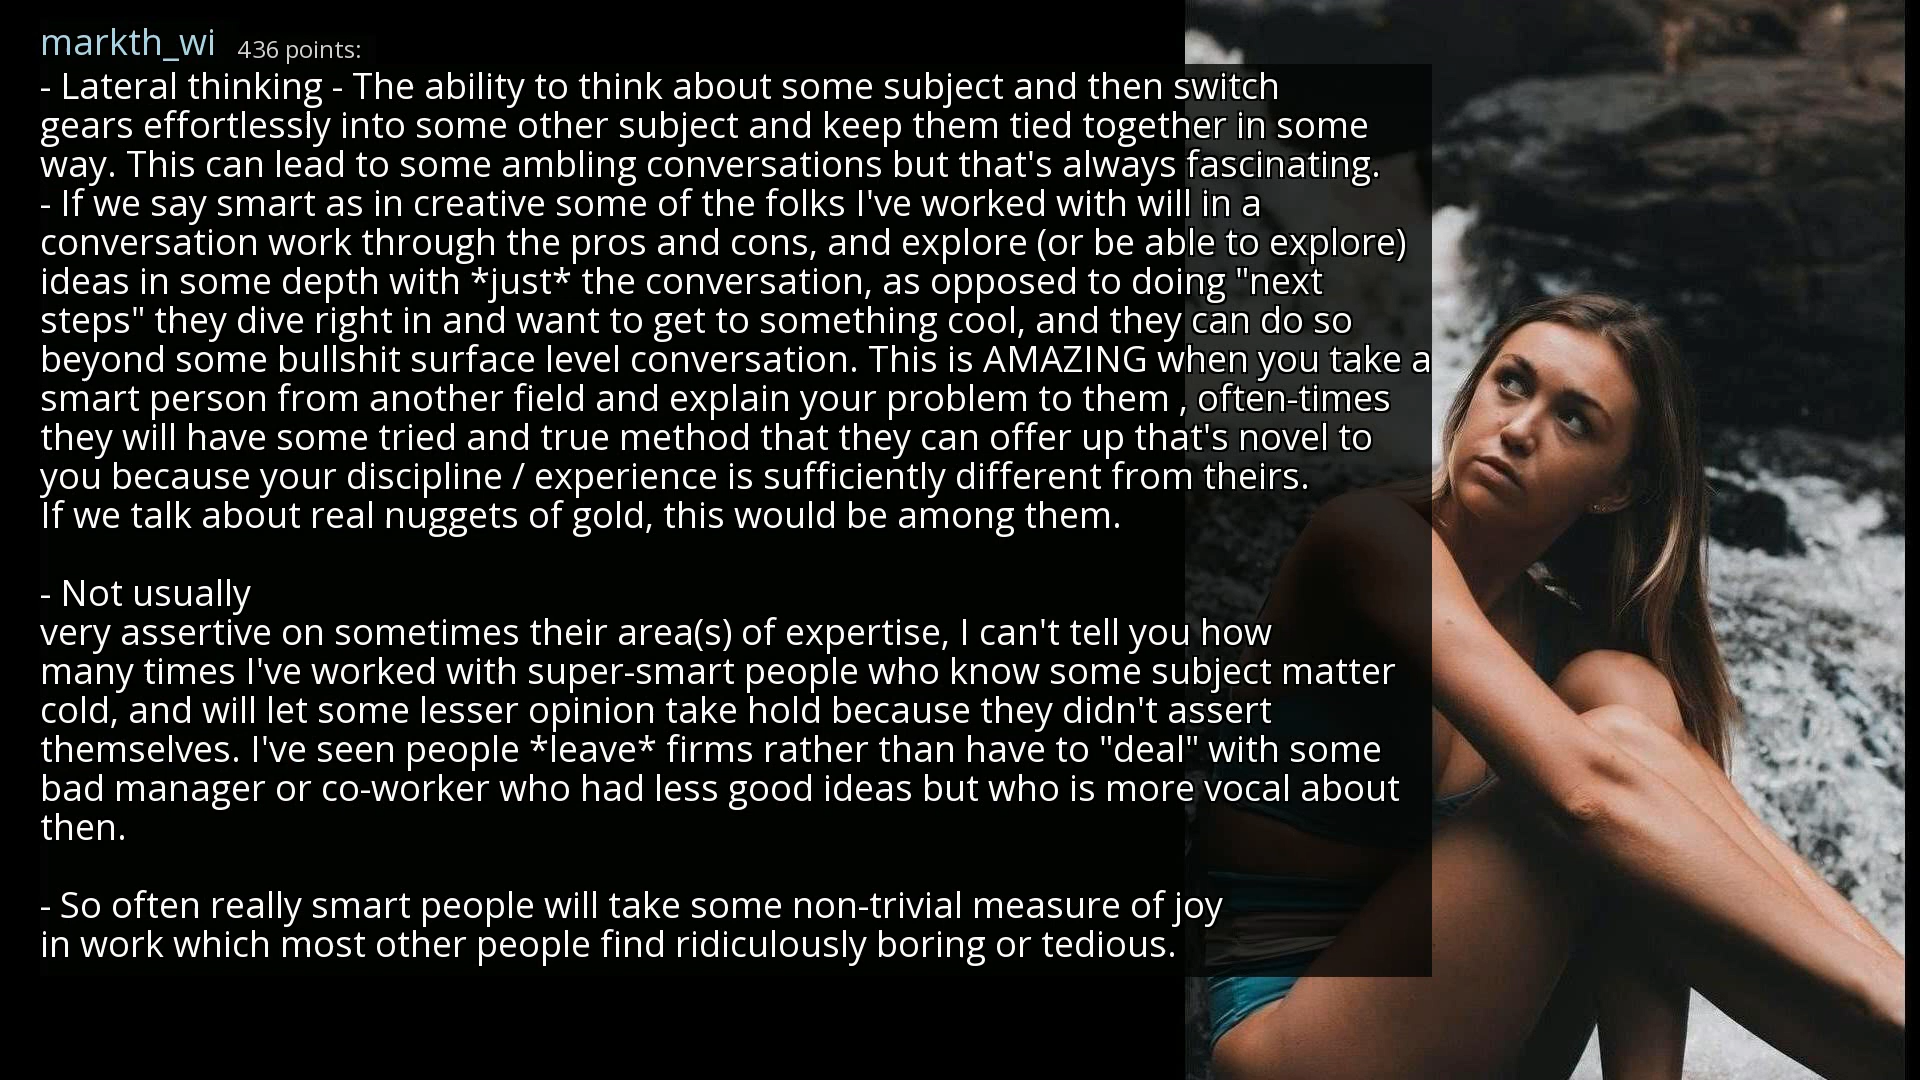 markth_wi 436 points:
- Lateral thinking - The ability to think about some subject and then switch
gears effortlessly into some other subject and keep them tied together in some
way. This can lead to some ambling conversations but that's always fascinating.
- If we say smart as in creative some of the folks I've worked with will in a
conversation work through the pros and cons, and explore (or be able to explore)
ideas in some depth with *just* the conversation, as opposed to doing "next
steps" they dive right in and want to get to something cool, and they can do so
beyond some bullshit surface level conversation. This is AMAZING when you take a
smart person from another field and explain your problem to them , often-times
they will have some tried and true method that they can offer up that's novel to
you because your discipline / experience is sufficiently different from theirs.
If we talk about real nuggets of gold, this would be among them.
- Not usually
very assertive on sometimes their area(s) of expertise, I can't tell you how
many times I've worked with super-smart people who know some subject matter
cold, and will let some lesser opinion take hold because they didn't assert
themselves. I've seen people *leave* firms rather than have to "deal" with some
bad manager or co-worker who had less good ideas but who is more vocal about
then.
- So often really smart people will take some non-trivial measure of joy
in work which most other people find ridiculously boring or tedious.